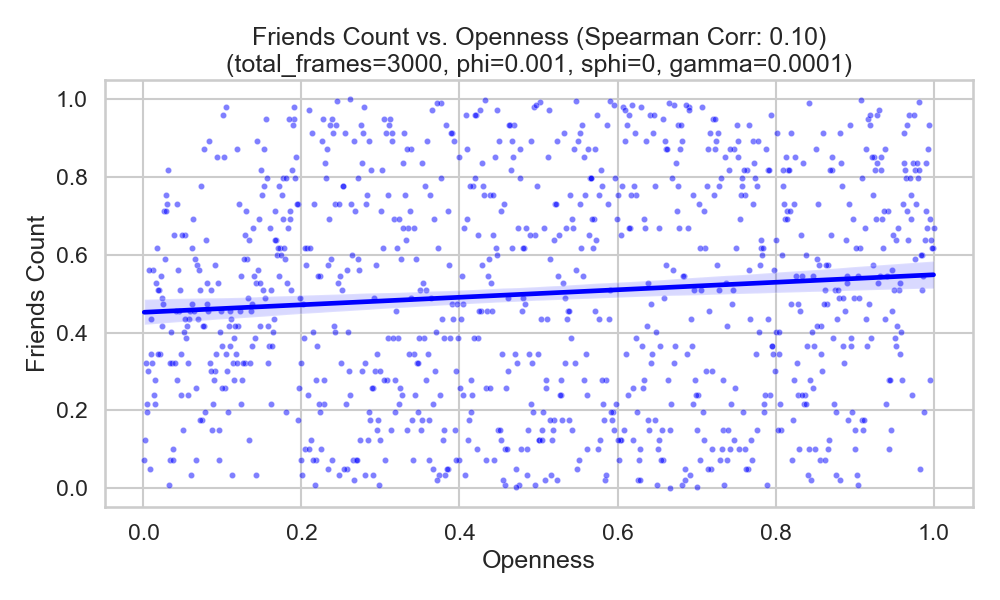 Friends Count vs. Openness (Spearman Corr: 0.10)
(total_frames=3000, phi=0.001, sphi=0, gamma=0.0001)
1.0
0.8
0.6
0.4
0.2
0.0
Friends Count
0.0 0.2 0.4 0.6 0.8 1.0
Openness